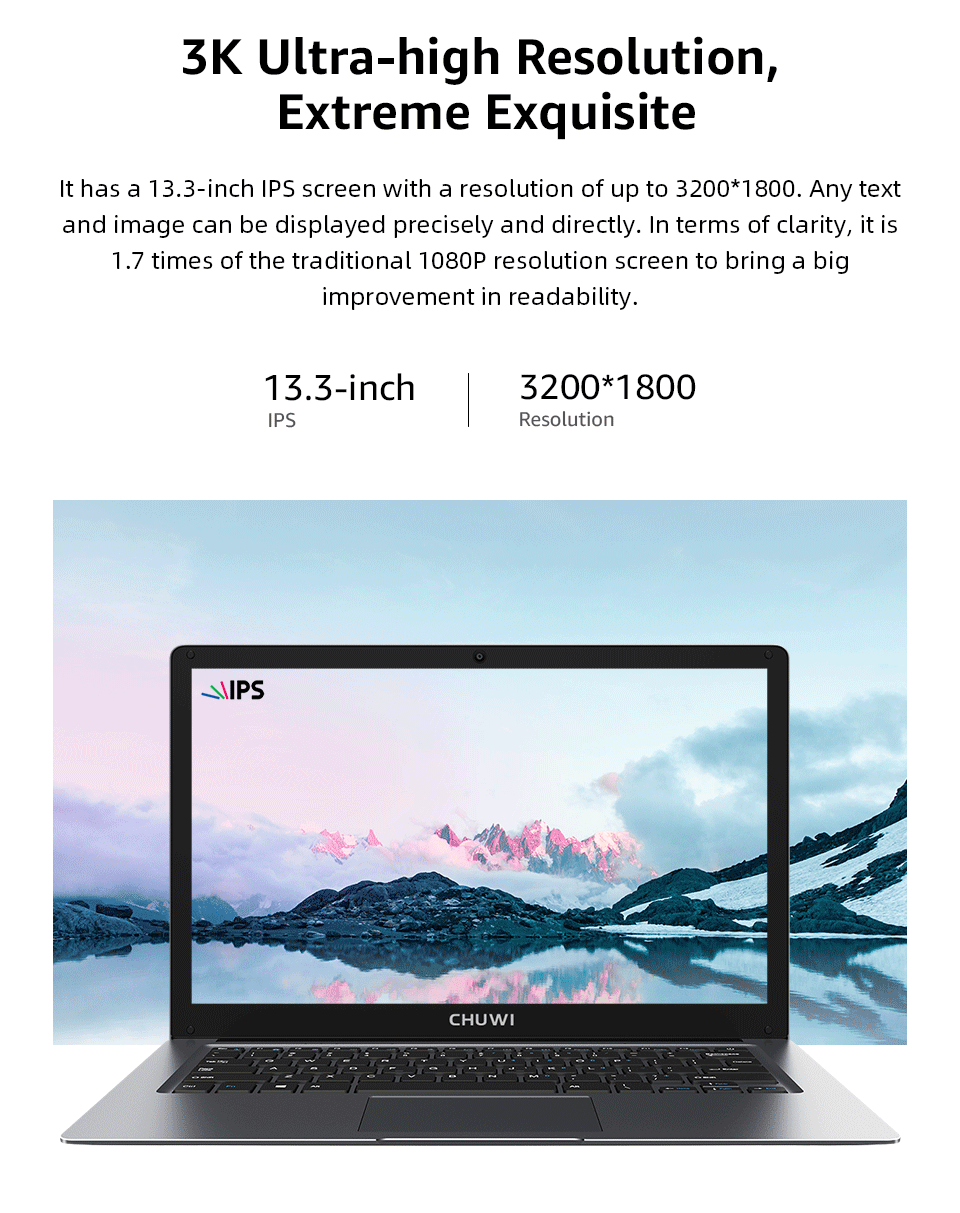 3K Ultra-high Resolution,
Extreme Exquisite
It has a 13.3-inch IPS screen with a resolution of up to 3200*1800. Any text
and image can be displayed precisely and directly. In terms of clarity, it is
1.7 times of the traditional 1080P resolution screen to bring a big
improvement in readability.
13.3-inch
IPS
3200*1800
Resolution
IPS
CHUWI